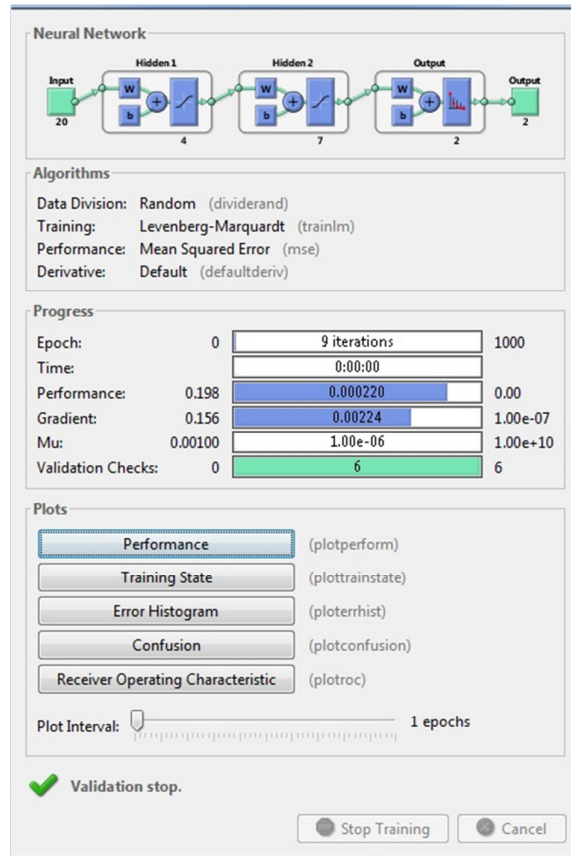 Neural Network
Hidden 1 Hidden 2 Output
Input Output
W W W
+ + +
b b b
20 4 7 2 2
Algorithms
Data Division: Random (dividerand)
Training: Levenberg-Marquardt (trainlm)
Performance: Mean Squared Error (mse)
Derivative: Default (defaultderiv)
Progress
Epoch: 0 9 iterations 1000
Time: 0:00:00
Performance: 0.198 0.000220 0.00
Gradient: 0.156 0.00224 1.00e-07
Mu: 0.00100 1.00e-06 1.00e+10
Validation Checks: 0 6 6
Plots
Performance (plotperform)
Training State (plottrainstate)
Error Histogram (ploterrhist)
Confusion (plotconfusion)
Receiver Operating Characteristic (plotroc)
Plot Interval: 1 epochs
Validation stop.
Stop Training Cancel